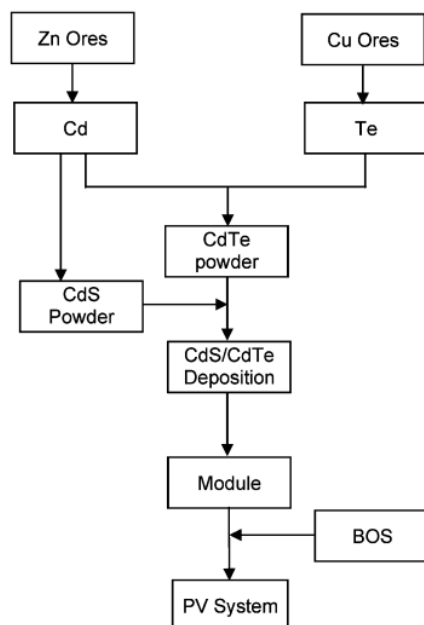 Zn Ores
Cu Ores
Cd
Te
CdTe
powder
CdS
Powder
CdS/CdTe
Deposition
Module
BOS
PV System